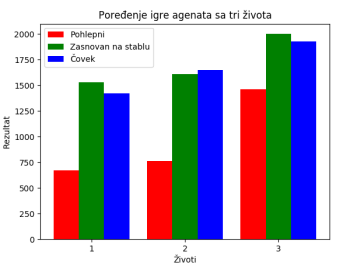 Poređenje igre agenata sa tri života
Pohlepni
Zasnovan na stablu
Čovek
2000
1750
1500
1250
1000
750
500
250
0
Rezultat
1 2 3
Životi